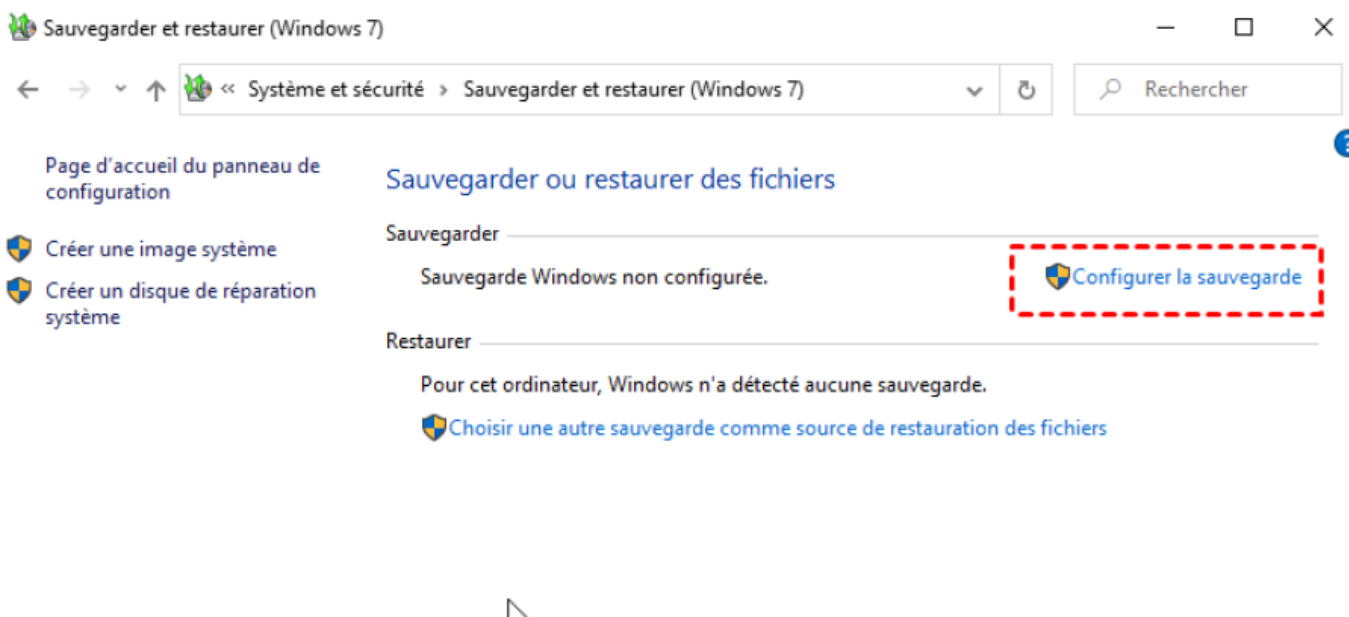 Sauvegarder et restaurer (Windows 7)
« Système et sécurité › Sauvegarder et restaurer (Windows 7)
Rechercher
Page d'accueil du panneau de
configuration
Créer une image système
Créer un disque de réparation
système
Sauvegarder ou restaurer des fichiers
Sauvegarder
Sauvegarde Windows non configurée.
Configurer la sauvegarde
Restaurer
Pour cet ordinateur, Windows n'a détecté aucune sauvegarde.
Choisir une autre sauvegarde comme source de restauration des fichiers